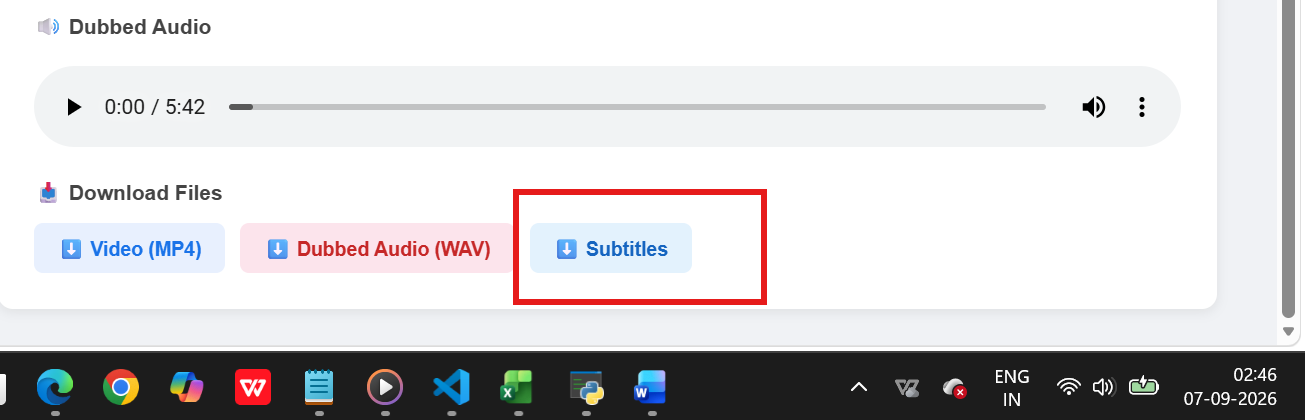 Dubbed Audio
0:00 / 5:42
Download Files
Video (MP4)
Dubbed Audio (WAV)
Subtitles
ENG
IN
02:46
07-09-2026